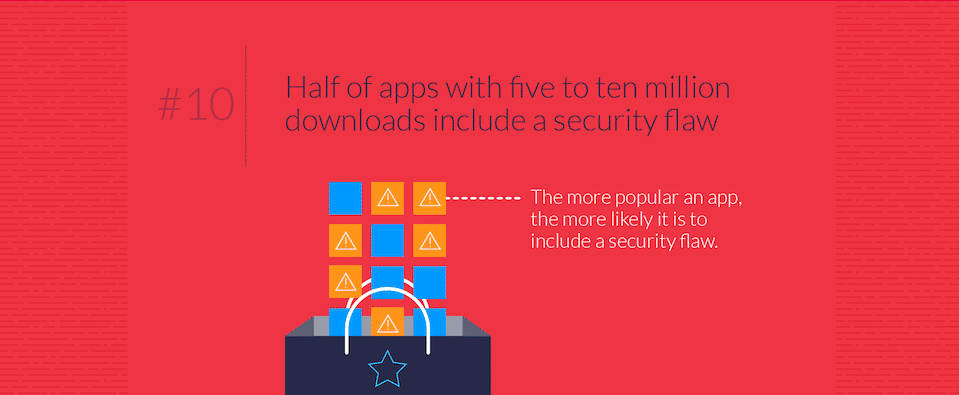 #10
Half of apps with five to ten million
downloads include a security flaw
The more popular an app,
the more likely it is to
include a security flaw.